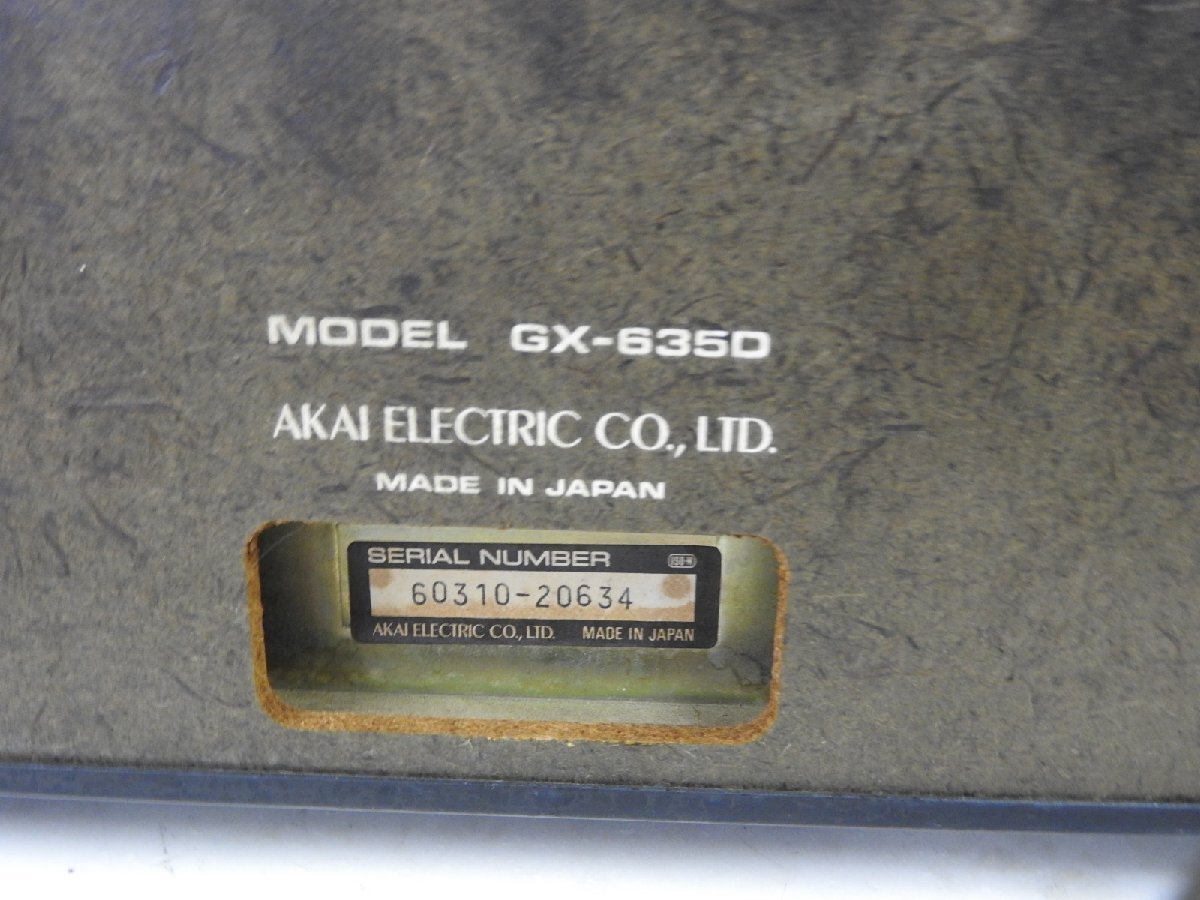 MODEL GX-635D
AKAI ELECTRIC CO., LTD.
MADE IN JAPAN
SERIAL NUMBER
60310-20634
AKAI ELECTRIC CO., LTD. MADE IN JAPAN